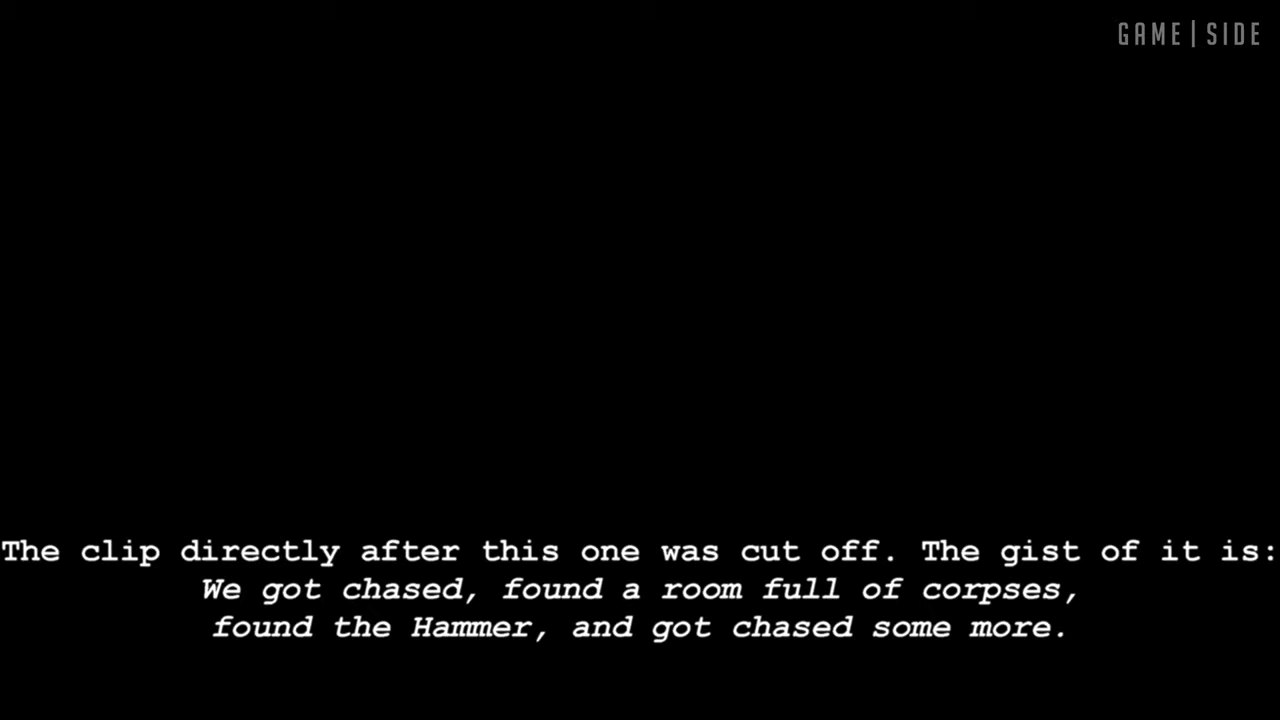 GAME|SIDE
The clip directly after this one was cut off. The gist of it is:
We got chased, found a room full of corpses,
found the Hammer, and got chased some more.